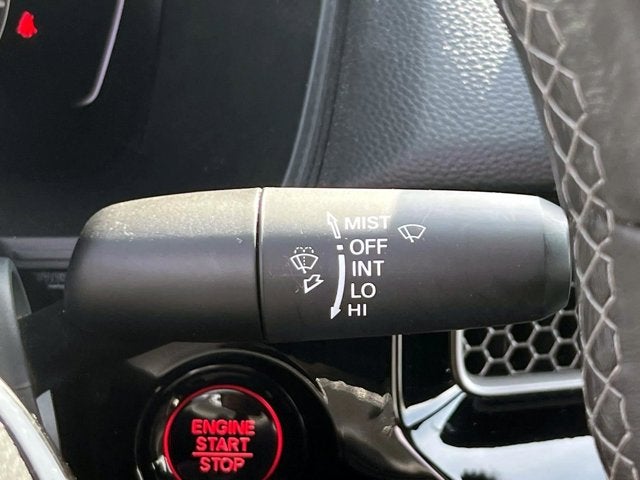 MIST
OFF
INT
LO
HI
ENGINE
START
STOP